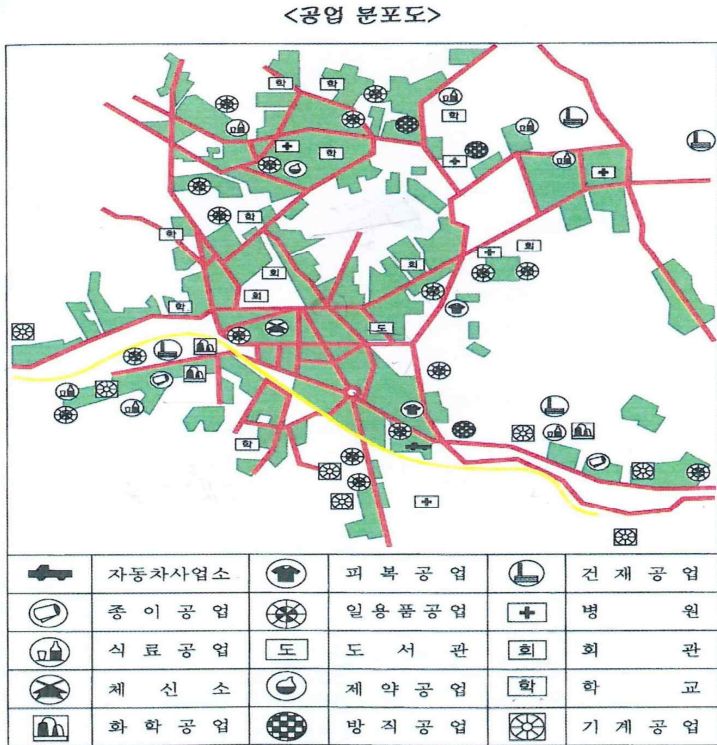 <공업 분포도>
학 학
학
학
학
학
회
학
회
회
학
도
학
자동차사업소 피복공업 건재공업
종이공업 일용품공업 병원
식료공업 도 도서관 회 회관
체신소 제약공업 학 학교
화학공업 방직공업 기계공업